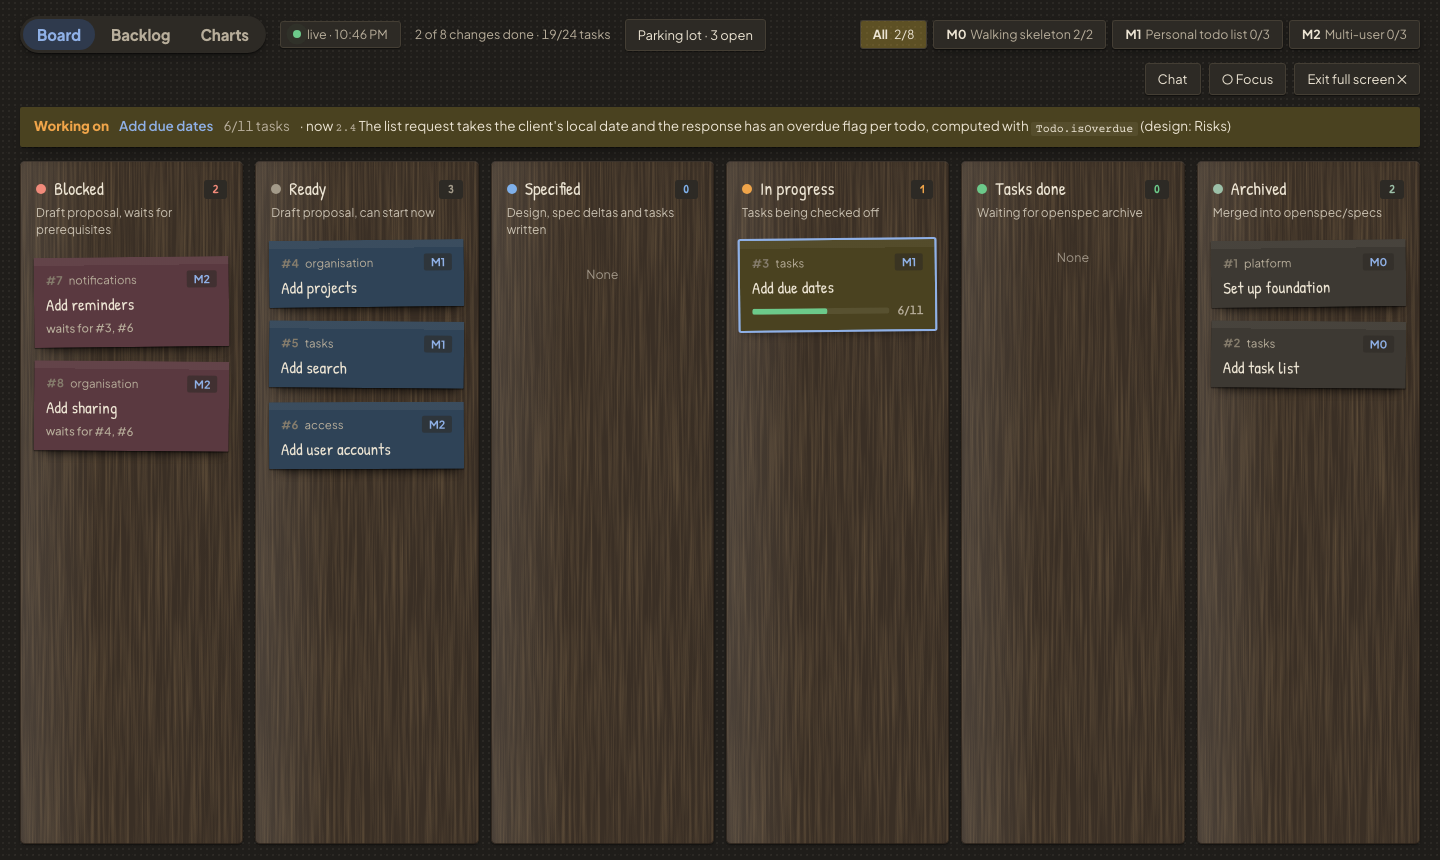 Board Backlog Charts live · 10:46 PM 2 of 8 changes done · 19/24 tasks Parking lot · 3 open All 2/8 M0 Walking skeleton 2/2 M1 Personal todo list 0/3 M2 Multi-user 0/3
Chat Focus Exit full screen ✕
Working on Add due dates 6/11 tasks · now 2.4 The list request takes the client's local date and the response has an overdue flag per todo, computed with Todo.isOverdue (design: Risks)
Blocked 2
Draft proposal, waits for
prerequisites
#7 notifications M2
Add reminders
waits for #3, #6
#8 organisation M2
Add sharing
waits for #4, #6
Ready 3
Draft proposal, can start now
#4 organisation M1
Add projects
#5 tasks M1
Add search
#6 access M2
Add user accounts
Specified 0
Design, spec deltas and tasks
written
None
In progress 1
Tasks being checked off
#3 tasks M1
Add due dates
6/11
Tasks done 0
Waiting for openspec archive
None
Archived 2
Merged into openspec/specs
#1 platform M0
Set up foundation
#2 tasks M0
Add task list